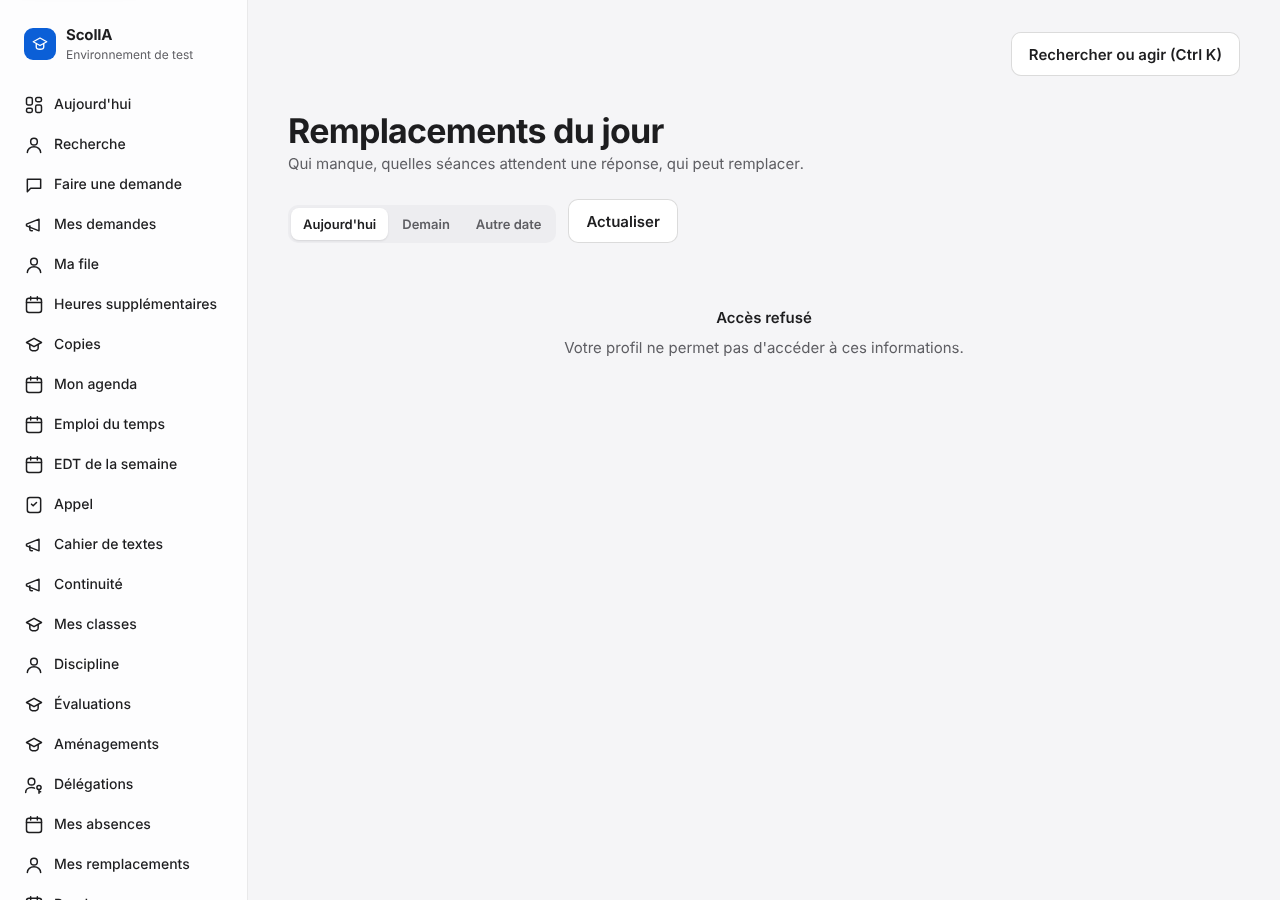 ScolIA
Environnement de test
Rechercher ou agir (Ctrl K)
Aujourd'hui
Recherche
Faire une demande
Mes demandes
Ma file
Heures supplémentaires
Copies
Mon agenda
Emploi du temps
EDT de la semaine
Appel
Cahier de textes
Continuité
Mes classes
Discipline
Évaluations
Aménagements
Délégations
Mes absences
Mes remplacements
Remplacements du jour
Qui manque, quelles séances attendent une réponse, qui peut remplacer.
Aujourd'hui Demain Autre date Actualiser
Accès refusé
Votre profil ne permet pas d'accéder à ces informations.